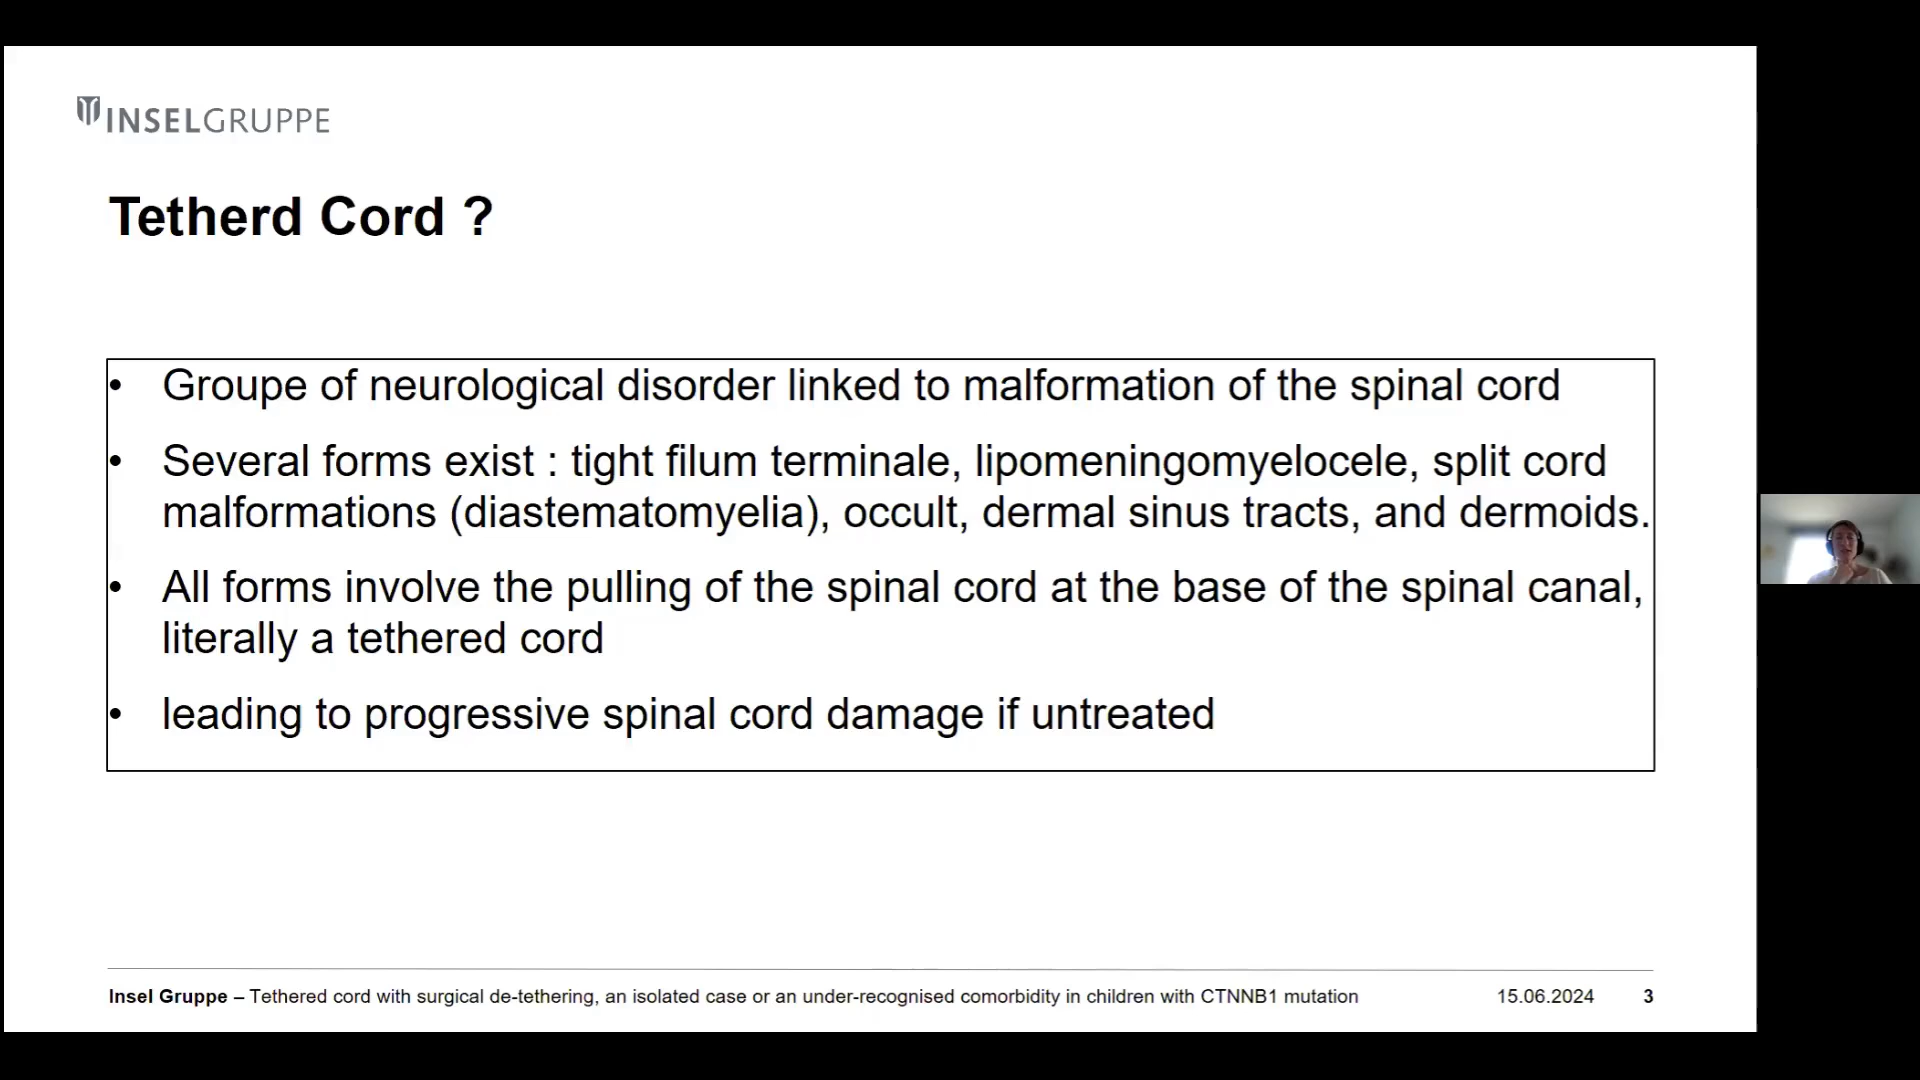 INSELGRUPPE
Tetherd Cord ?
• Groupe of neurological disorder linked to malformation of the spinal cord
• Several forms exist : tight filum terminale, lipomeningomyelocele, split cord
malformations (diastematomyelia), occult, dermal sinus tracts, and dermoids.
• All forms involve the pulling of the spinal cord at the base of the spinal canal,
literally a tethered cord
• leading to progressive spinal cord damage if untreated
Insel Gruppe – Tethered cord with surgical de-tethering, an isolated case or an under-recognised comorbidity in children with CTNNB1 mutation 15.06.2024 3